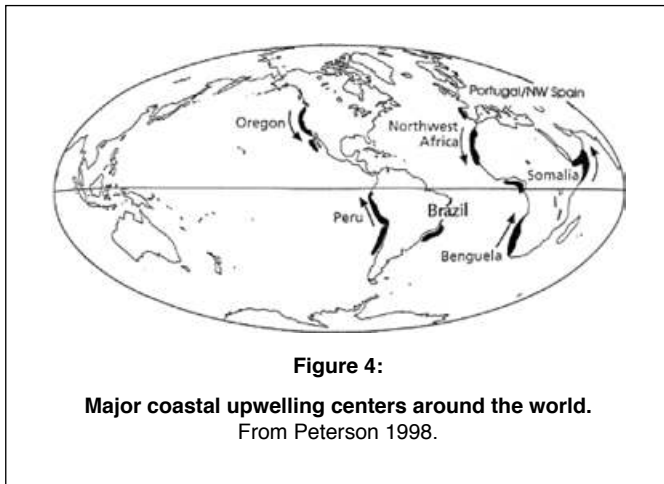 Portugal/NW Spain
Oregon
Northwest
Africa
Somalia
Peru
Brazil
Benguela
Figure 4:
Major coastal upwelling centers around the world.
From Peterson 1998.